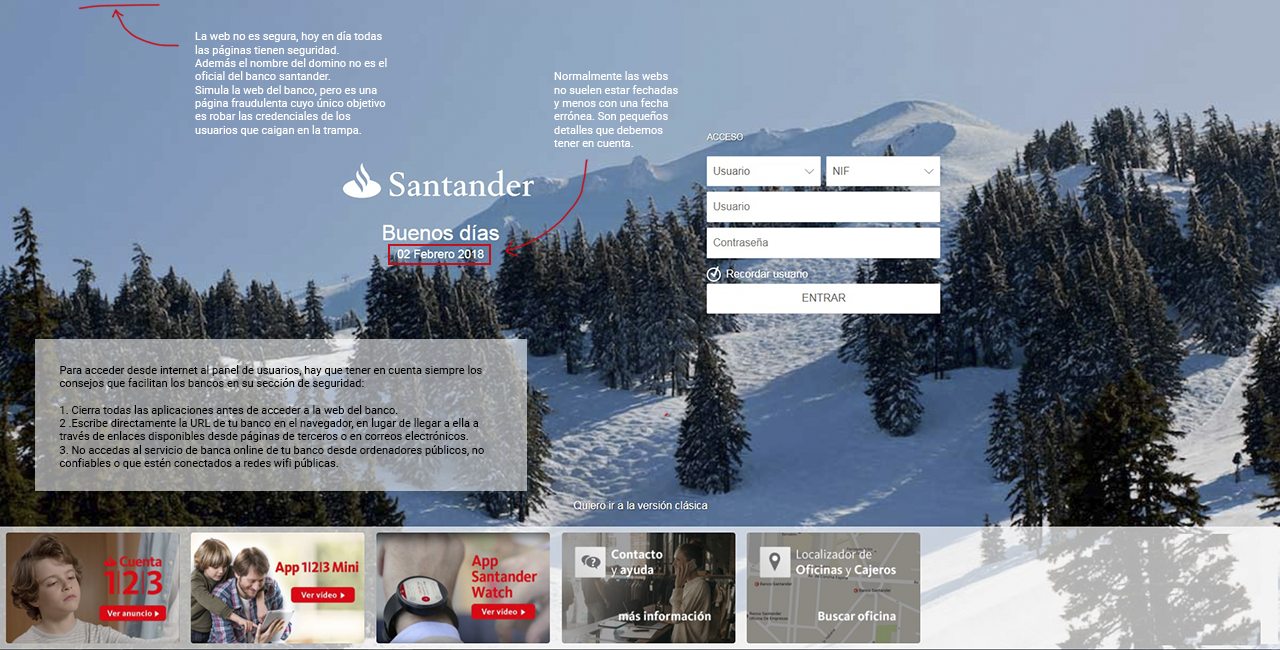 La web no es segura, hoy en día todas
las páginas tienen seguridad.
Además el nombre del domino no es el
oficial del banco santander.
Simula la web del banco, pero es una
página fraudulenta cuyo único objetivo
es robar las credenciales de los
usuarios que caigan en la trampa.
Normalmente las webs
no suelen estar fechadas
y menos con una fecha
errónea. Son pequeños
detalles que debemos
tener en cuenta.
Santander
Buenos días
02 Febrero 2018
ACCESO
Usuario
NIF
Usuario
Contraseña
Recordar usuario
ENTRAR
Para acceder desde internet al panel de usuarios, hay que tener en cuenta siempre los
consejos que facilitan los bancos en su sección de seguridad:
1. Cierra todas las aplicaciones antes de acceder a la web del banco.
2 .Escribe directamente la URL de tu banco en el navegador, en lugar de llegar a ella a
través de enlaces disponibles desde páginas de terceros o en correos electrónicos.
3. No accedas al servicio de banca online de tu banco desde ordenadores públicos, no
confiables o que estén conectados a redes wifi públicas.
Quiero ir a la versión clásica
Cuenta
1|2|3
Ver anuncio
App 1|2|3 Mini
Ver vídeo
App
Santander
Watch
Ver vídeo
Contacto
y ayuda
más información
Localizador de
Oficinas y Cajeros
Buscar oficina